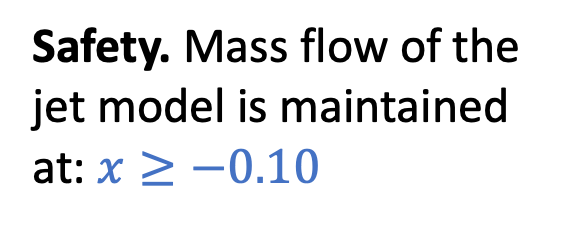 Safety. Mass flow of the
jet model is maintained
at: x ≥ −0.10